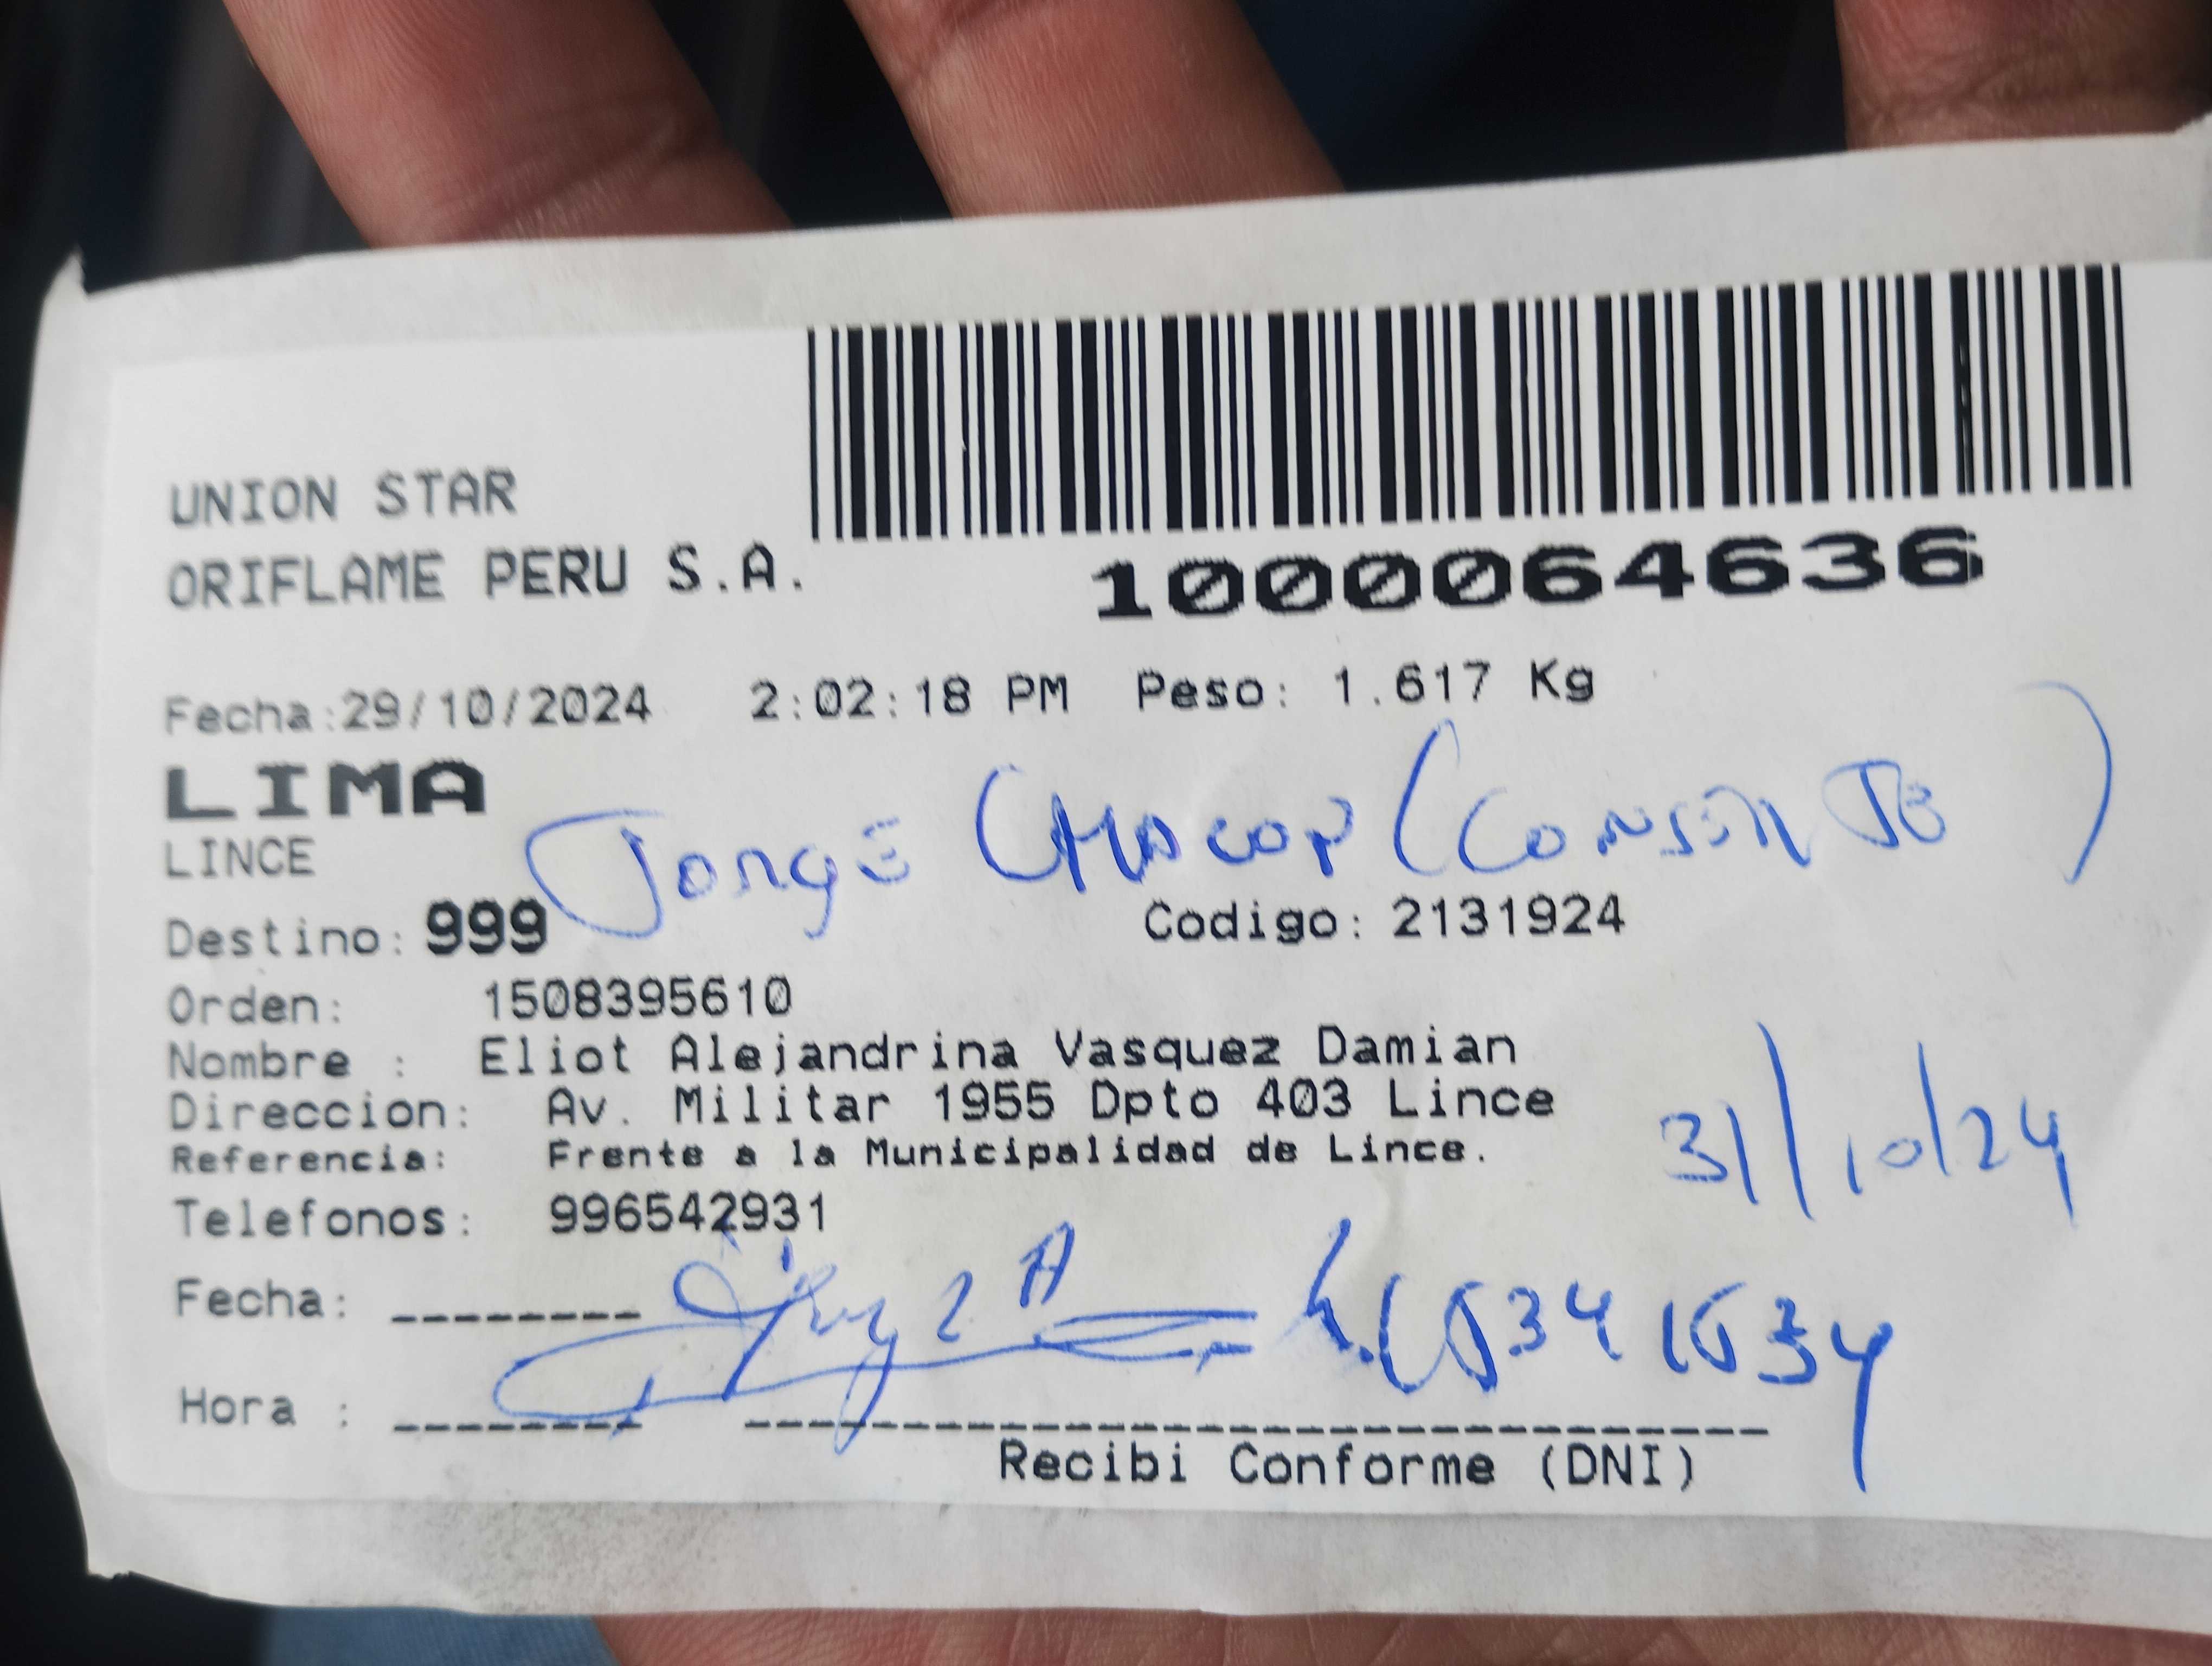 UNION STAR
ORIFLAME PERU S.A.
1000064636
Fecha:29/10/2024 2:02:18 PM Peso: 1.617 Kg
LIMA
LINCE
Jorge
Destino: 999 Codigo: 2131924
Orden: 1508395610
Nombre : Eliot Alejandrina Vasquez Damian
Direccion: Av. Militar 1955 Dpto 403 Lince
Referencia: Frente a la Municipalidad de Lince.
31/10/24
Telefonos: 996542931
Fecha: --------
Hora : --------
Recibi Conforme (DNI)